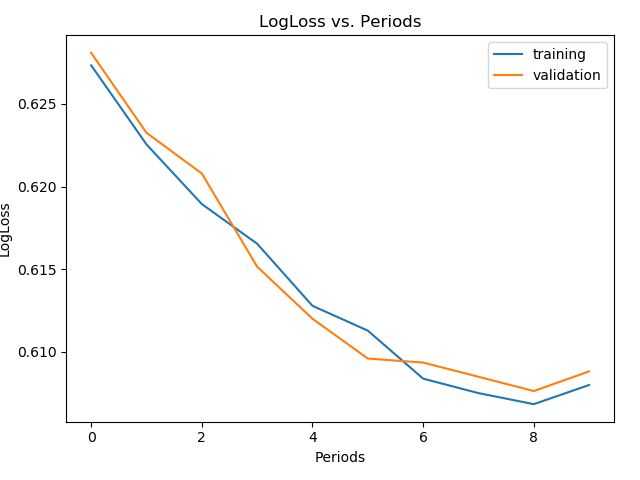 LogLoss vs. Periods
training
validation
0.625
0.620
0.615
0.610
LogLoss
0
2
4
6
8
Periods